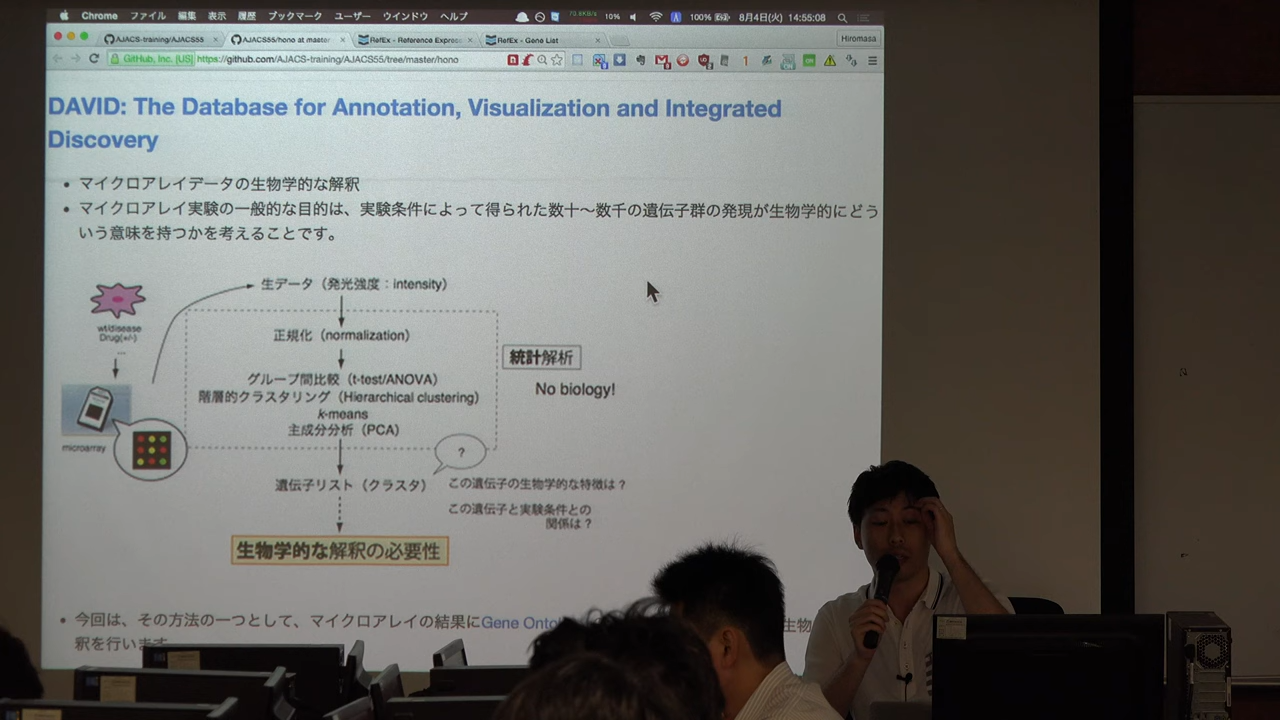 Chrome ファイル 編集 表示 履歴 ブックマーク ユーザー ウインドウ ヘルプ 10% 100% 8月4日(火) 14:55:08
AJACS-training/AJACS55 AJACS55/hono at master RefEx - Reference Express RefEx - Gene List Hiromasa
GitHub, Inc. [US] https://github.com/AJACS-training/AJACS55/tree/master/hono
DAVID: The Database for Annotation, Visualization and Integrated
Discovery
マイクロアレイデータの生物学的な解釈
マイクロアレイ実験の一般的な目的は、実験条件によって得られた数十〜数千の遺伝子群の発現が生物学的にどう
いう意味を持つかを考えることです。
生データ（発光強度：intensity）
wt/disease
Drug(+/-)
...
正規化（normalization）
統計解析
グループ間比較（t-test/ANOVA）
No biology!
階層的クラスタリング（Hierarchical clustering）
k-means
主成分分析（PCA）
microarray
?
遺伝子リスト（クラスタ）
この遺伝子の生物学的な特徴は？
この遺伝子と実験条件との
関係は？
生物学的な解釈の必要性
今回は、その方法の一つとして、マイクロアレイの結果にGene 生物
釈を行います